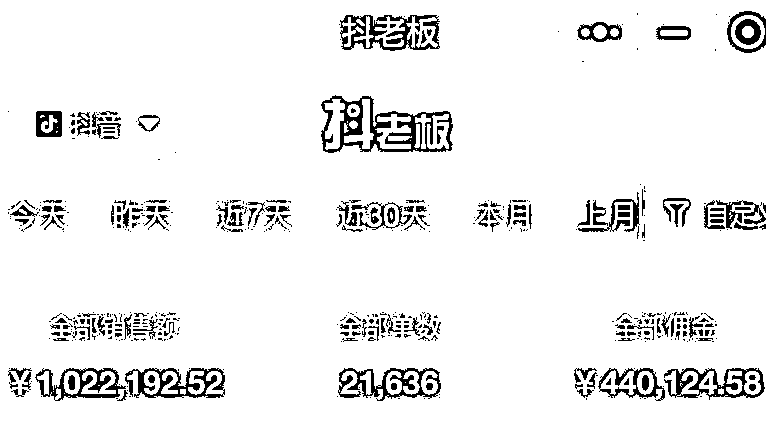 抖老板
抖音 抖老板
今天 昨天 近7天 近30天 本月 上月 自定义
全部销售额 全部单数 全部佣金
¥1,022,192.52 21,636 ¥440,124.58